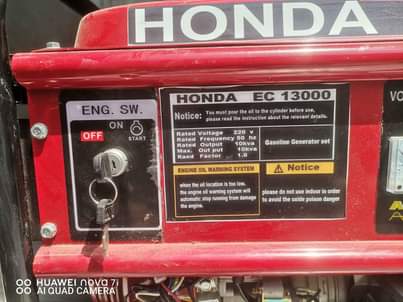 HONDA
ENG. SW.
ON
OFF
START
HONDA EC 13000
Notice: You must pour the oil to the cylinder before use,
please read the instruction about the relevant details.
Rated Voltage 220 v
Rated Frequency 50 hz
Rated Output 10kva
Max. Out put 10kva
Raed Factor 1.0
Gasoline Generator set
ENGINE OIL WARNING SYSTEM
when the oil location is too low,
the engine oil warning system will
automatic stop running from damage
the engine.
Notice
please do not use indoor in order
to avoid the oxide poison danger
VO
HUAWEI nova 7i
AI QUAD CAMERA